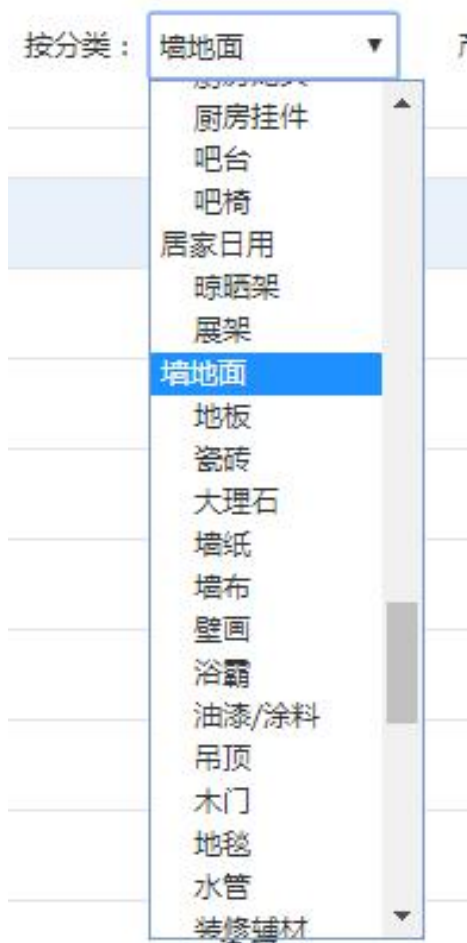 按分类：
墙地面
厨房挂件
吧台
吧椅
居家日用
晾晒架
展架
墙地面
地板
瓷砖
大理石
墙纸
墙布
壁画
浴霸
油漆/涂料
吊顶
木门
地毯
水管
装修辅材